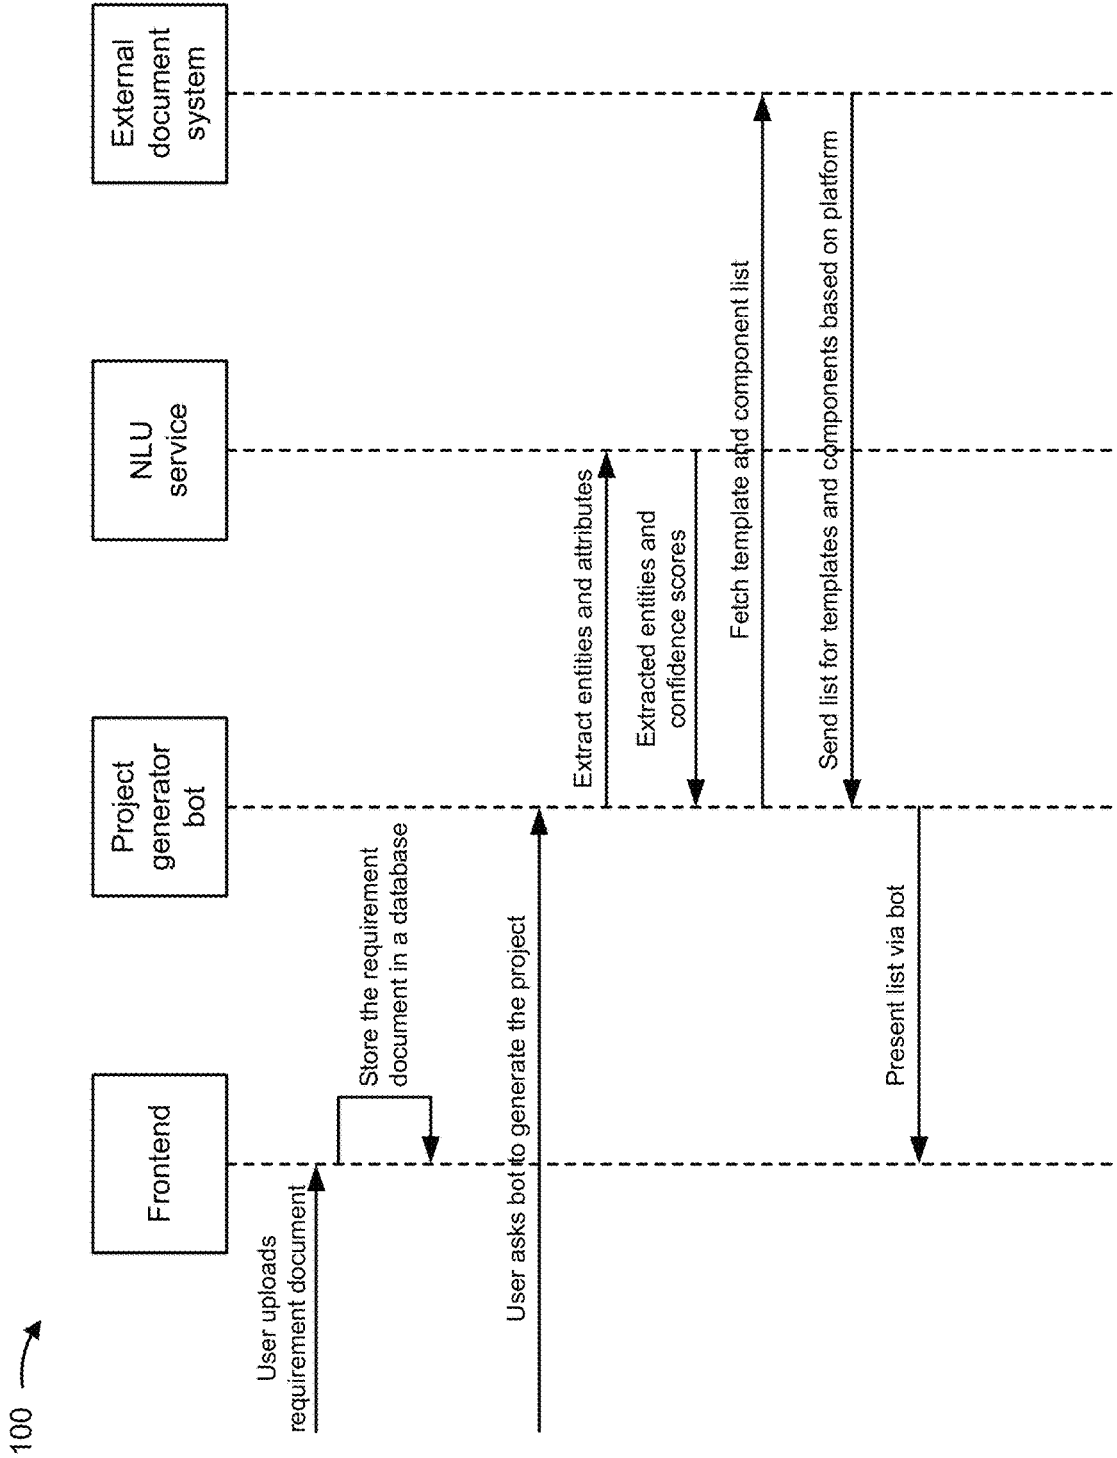 100
Frontend
Project
generator
bot
NLU
service
External
document
system
User uploads
requirement document
Store the requirement
document in a database
User asks bot to generate the project
Extract entities and attributes
Extracted entities and
confidence scores
Fetch template and component list
Send list for templates and components based on platform
Present list via bot